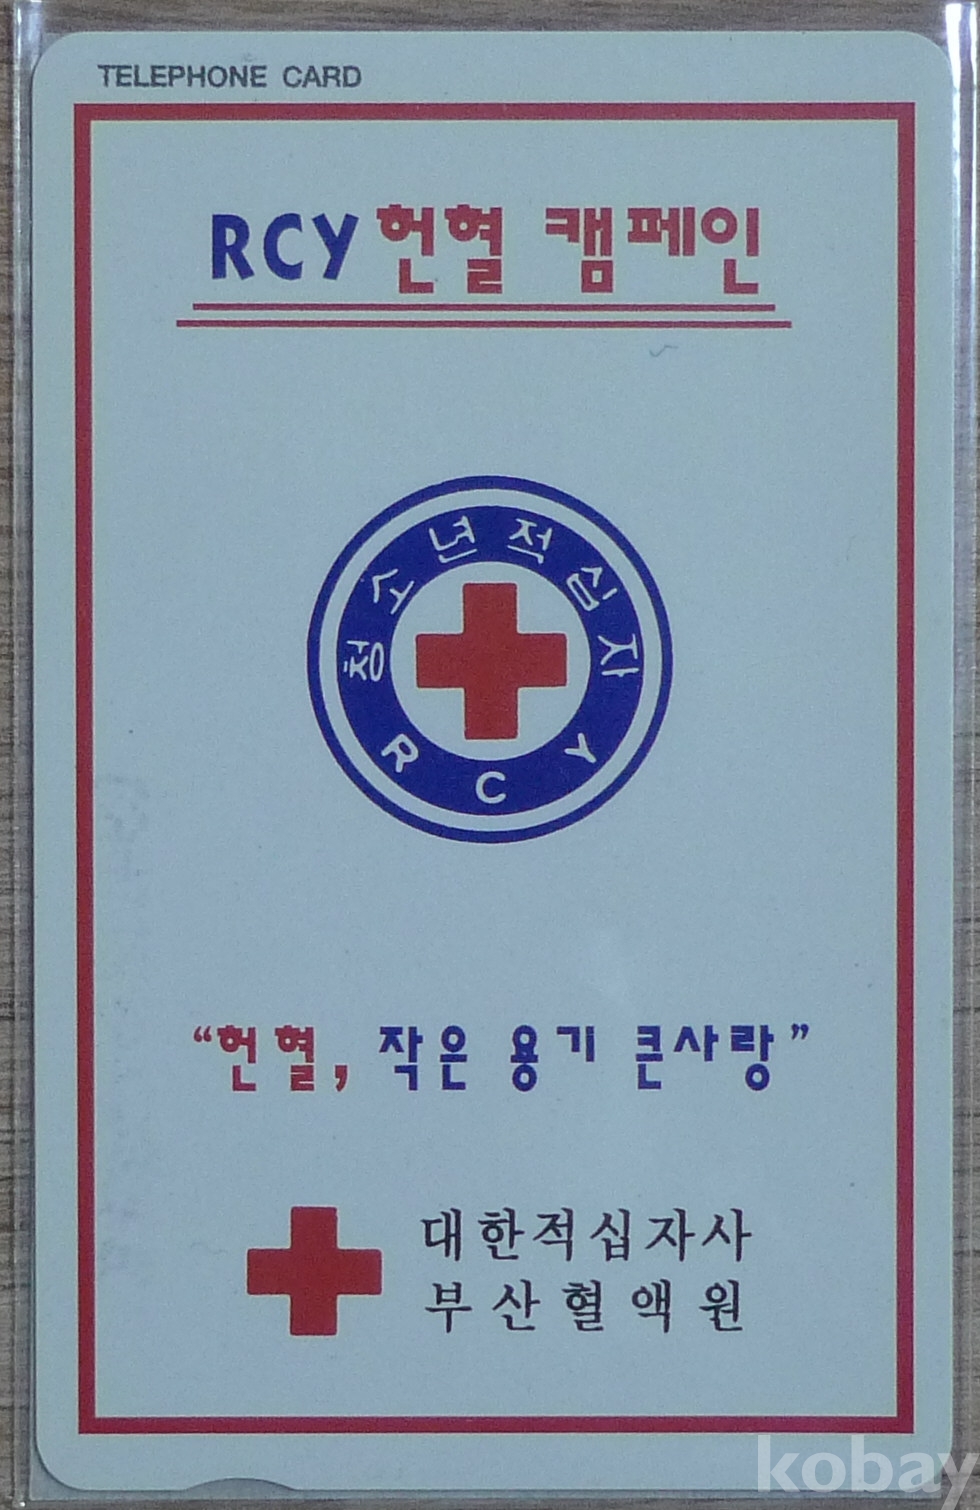 TELEPHONE CARD
RCY 헌혈 캠페인
청소년적십자
RCY
“헌혈, 작은 용기 큰사랑”
대한적십자사
부산혈액원
kobay